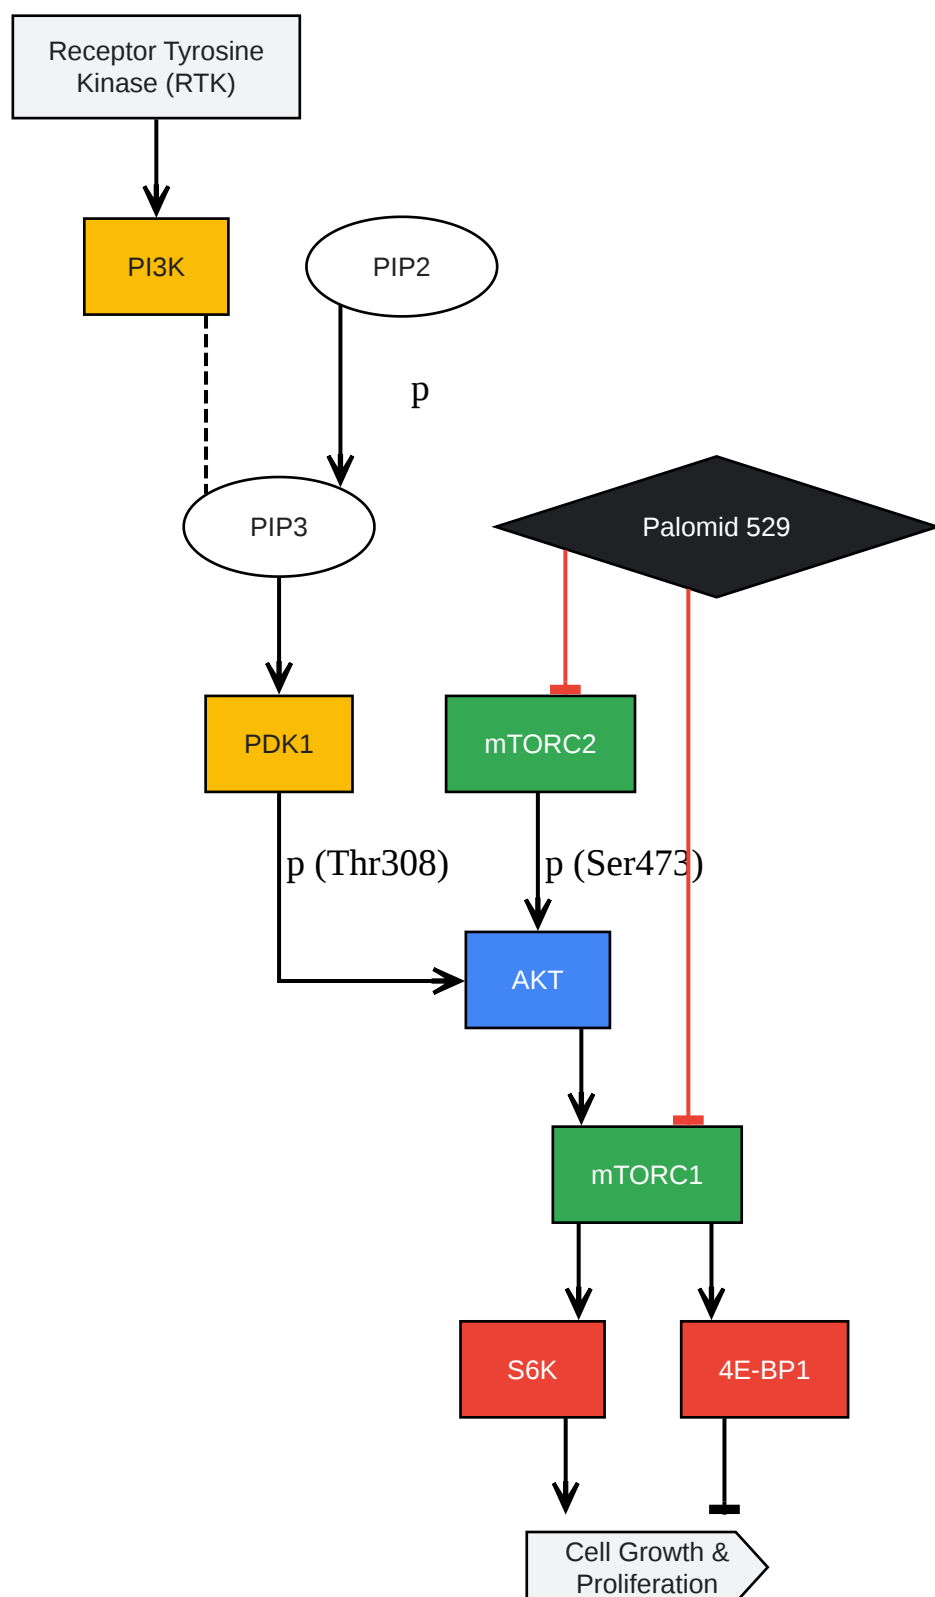 Receptor Tyrosine
Kinase (RTK)
PI3K
PIP2
p
PIP3
Palomid 529
PDK1
mTORC2
p (Thr308)
p (Ser473)
AKT
mTORC1
S6K
4E-BP1
Cell Growth &
Proliferation